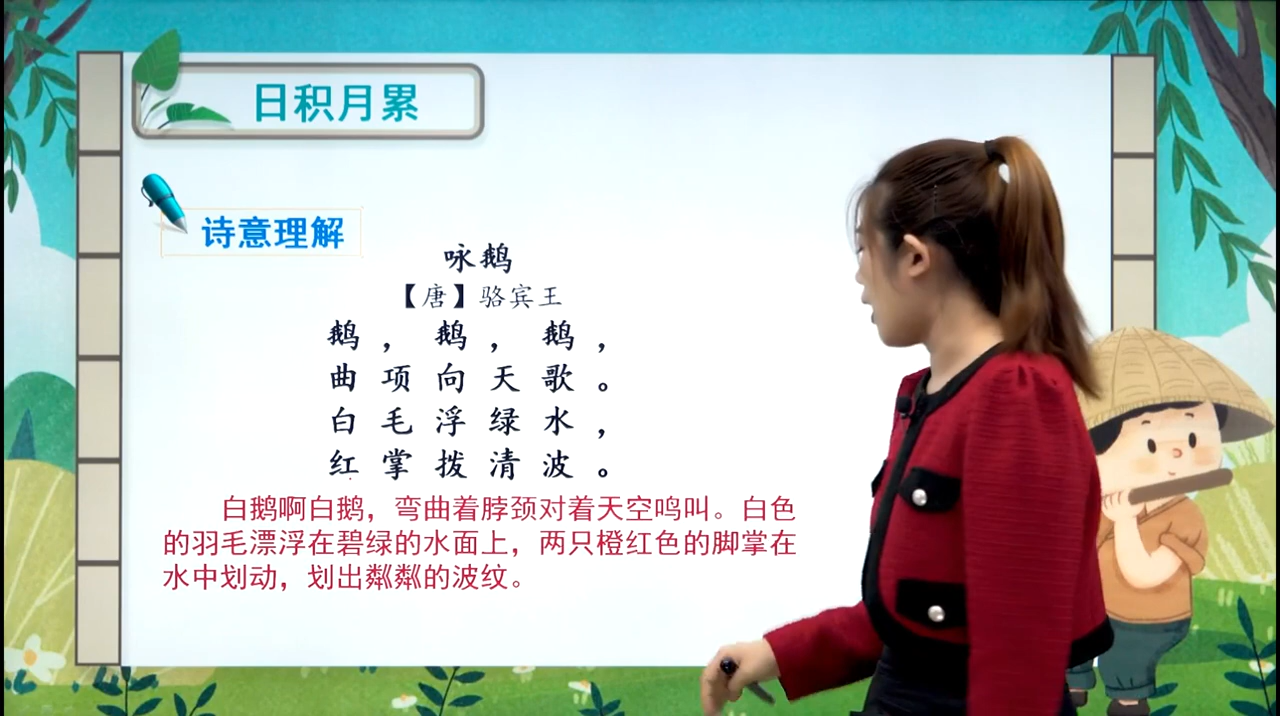 日积月累
诗意理解
咏鹅
【唐】骆宾王
鹅，鹅，鹅，
曲项向天歌。
白毛浮绿水，
红掌拨清波。
白鹅啊白鹅，弯曲着脖颈对着天空鸣叫。白色
的羽毛漂浮在碧绿的水面上，两只橙红色的脚掌在
水中划动，划出粼粼的波纹。